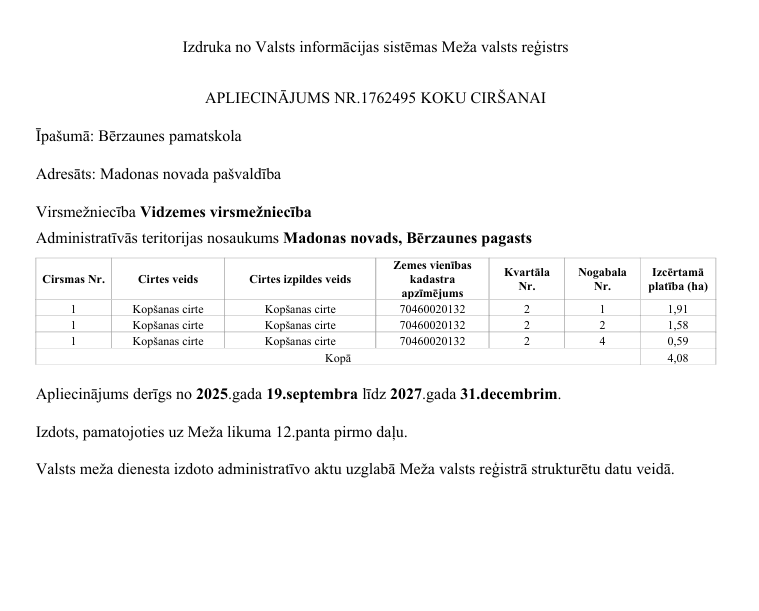 Izdruka no Valsts informācijas sistēmas Meža valsts reģistrs
APLIECINĀJUMS NR.1762495 KOKU CIRŠANAI
Īpašumā: Bērzaunes pamatskola
Adresāts: Madonas novada pašvaldība
Virsmežniecība Vidzemes virsmežniecība
Administratīvās teritorijas nosaukums Madonas novads, Bērzaunes pagasts
Cirsmas Nr. Cirtes veids Cirtes izpildes veids Zemes vienības kadastra apzīmējums Kvartāla Nr. Nogabala Nr. Izcērtamā platība (ha)
1 Kopšanas cirte Kopšanas cirte 70460020132 2 1 1,91
1 Kopšanas cirte Kopšanas cirte 70460020132 2 2 1,58
1 Kopšanas cirte Kopšanas cirte 70460020132 2 4 0,59
Kopā 4,08
Apliecinājums derīgs no 2025.gada 19.septembra līdz 2027.gada 31.decembrim.
Izdots, pamatojoties uz Meža likuma 12.panta pirmo daļu.
Valsts meža dienesta izdoto administratīvo aktu uzglabā Meža valsts reģistrā strukturētu datu veidā.